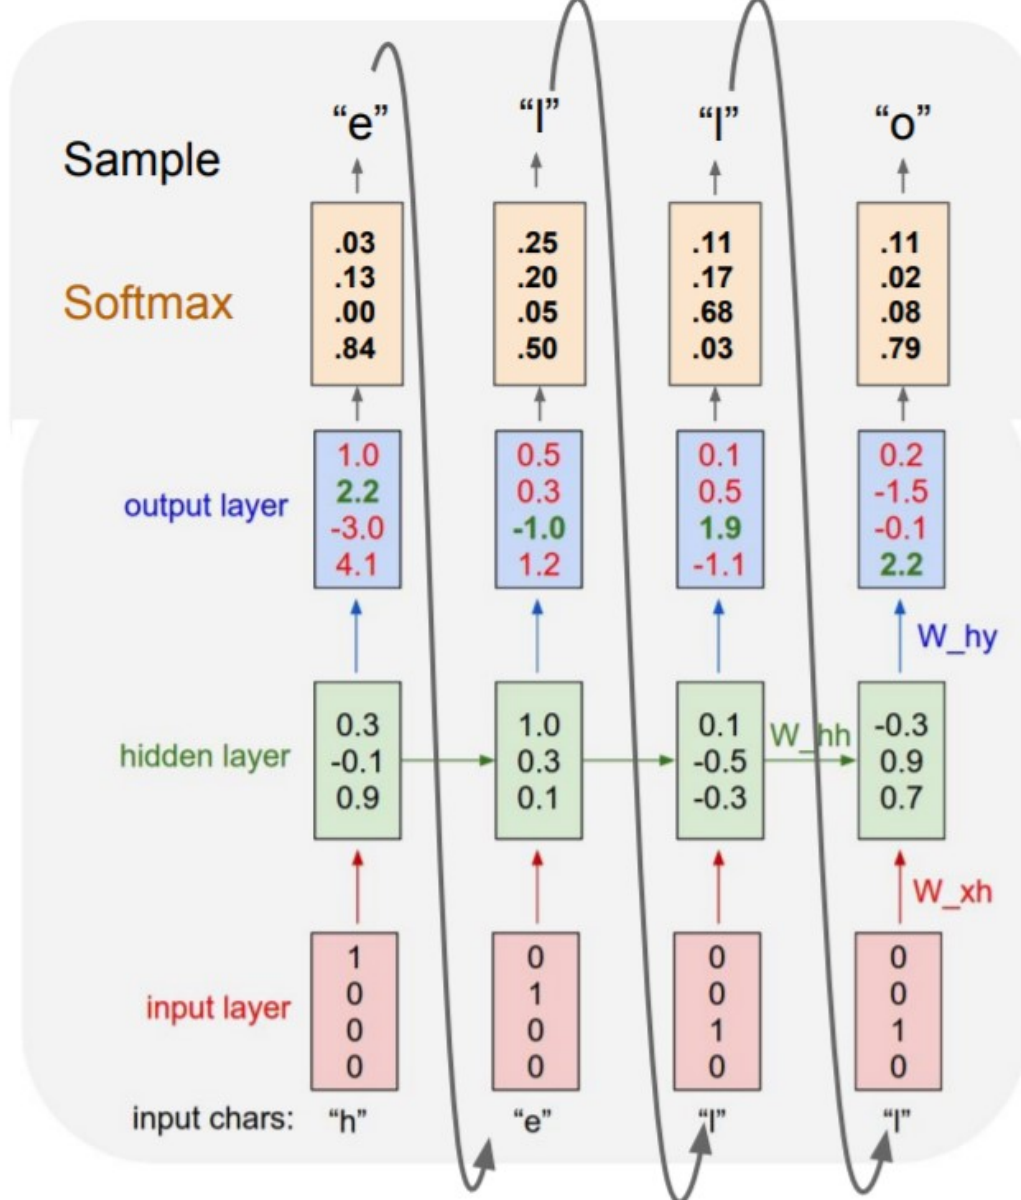 “e” “l” “l” “o”
Sample
.03 .25 .11 .11
.13 .20 .17 .02
.00 .05 .68 .08
.84 .50 .03 .79
Softmax
1.0 0.5 0.1 0.2
2.2 0.3 0.5 -1.5
-3.0 -1.0 1.9 -0.1
4.1 1.2 -1.1 2.2
output layer
W_hy
0.3 1.0 0.1 -0.3
-0.1 0.3 -0.5 0.9
0.9 0.1 -0.3 0.7
hidden layer
W_hh
W_xh
1 0 0 0
0 1 0 0
0 0 1 1
0 0 0 0
input layer
input chars: “h” “e” “l” “l”